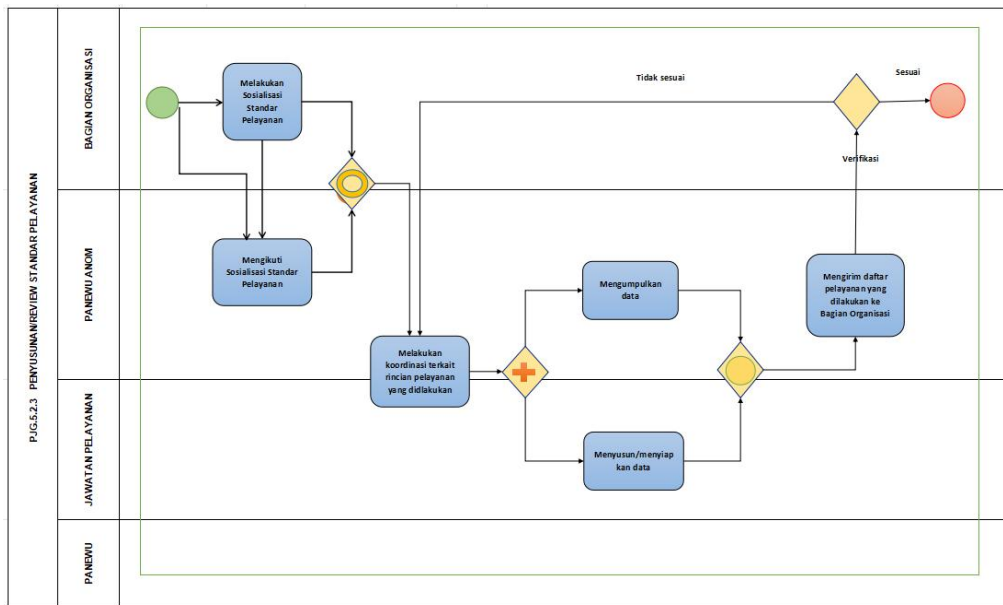 PJG.5.2.3 PENYUSUNAN/REVIEW STANDAR PELAYANAN
BAGIAN ORGANISASI
Melakukan
Sosialisasi
Standar
Pelayanan
Tidak sesuai
Sesuai
Verifikasi
PANEWU ANOM
Mengikuti
Sosialisasi Standar
Pelayanan
Mengumpulkan
data
Mengirim daftar
pelayanan yang
dilakukan ke
Bagian Organisasi
Melakukan
koordinasi terkait
rincian pelayanan
yang didlakukan
JAWATAN PELAYANAN
Menyusun/menyiap
kan data
PANEWU